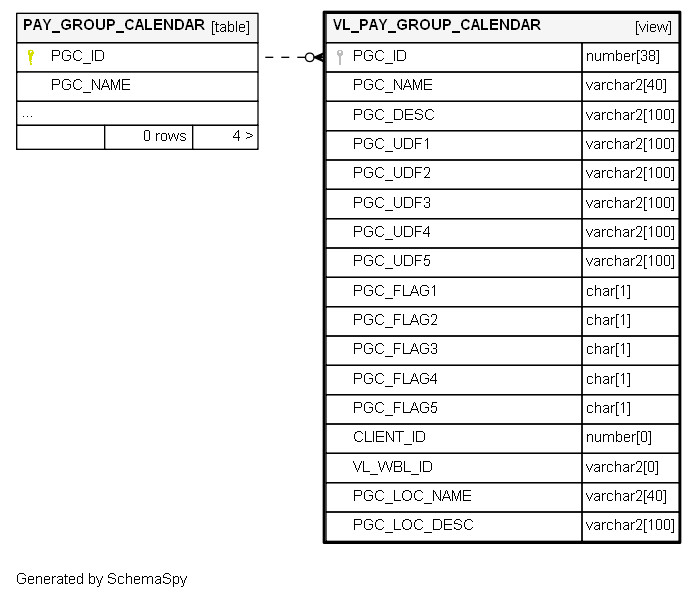 PAY_GROUP_CALENDAR [table]
PGC_ID
PGC_NAME
...
0 rows 4 >
VL_PAY_GROUP_CALENDAR [view]
PGC_ID number[38]
PGC_NAME varchar2[40]
PGC_DESC varchar2[100]
PGC_UDF1 varchar2[100]
PGC_UDF2 varchar2[100]
PGC_UDF3 varchar2[100]
PGC_UDF4 varchar2[100]
PGC_UDF5 varchar2[100]
PGC_FLAG1 char[1]
PGC_FLAG2 char[1]
PGC_FLAG3 char[1]
PGC_FLAG4 char[1]
PGC_FLAG5 char[1]
CLIENT_ID number[0]
VL_WBL_ID varchar2[0]
PGC_LOC_NAME varchar2[40]
PGC_LOC_DESC varchar2[100]
Generated by SchemaSpy